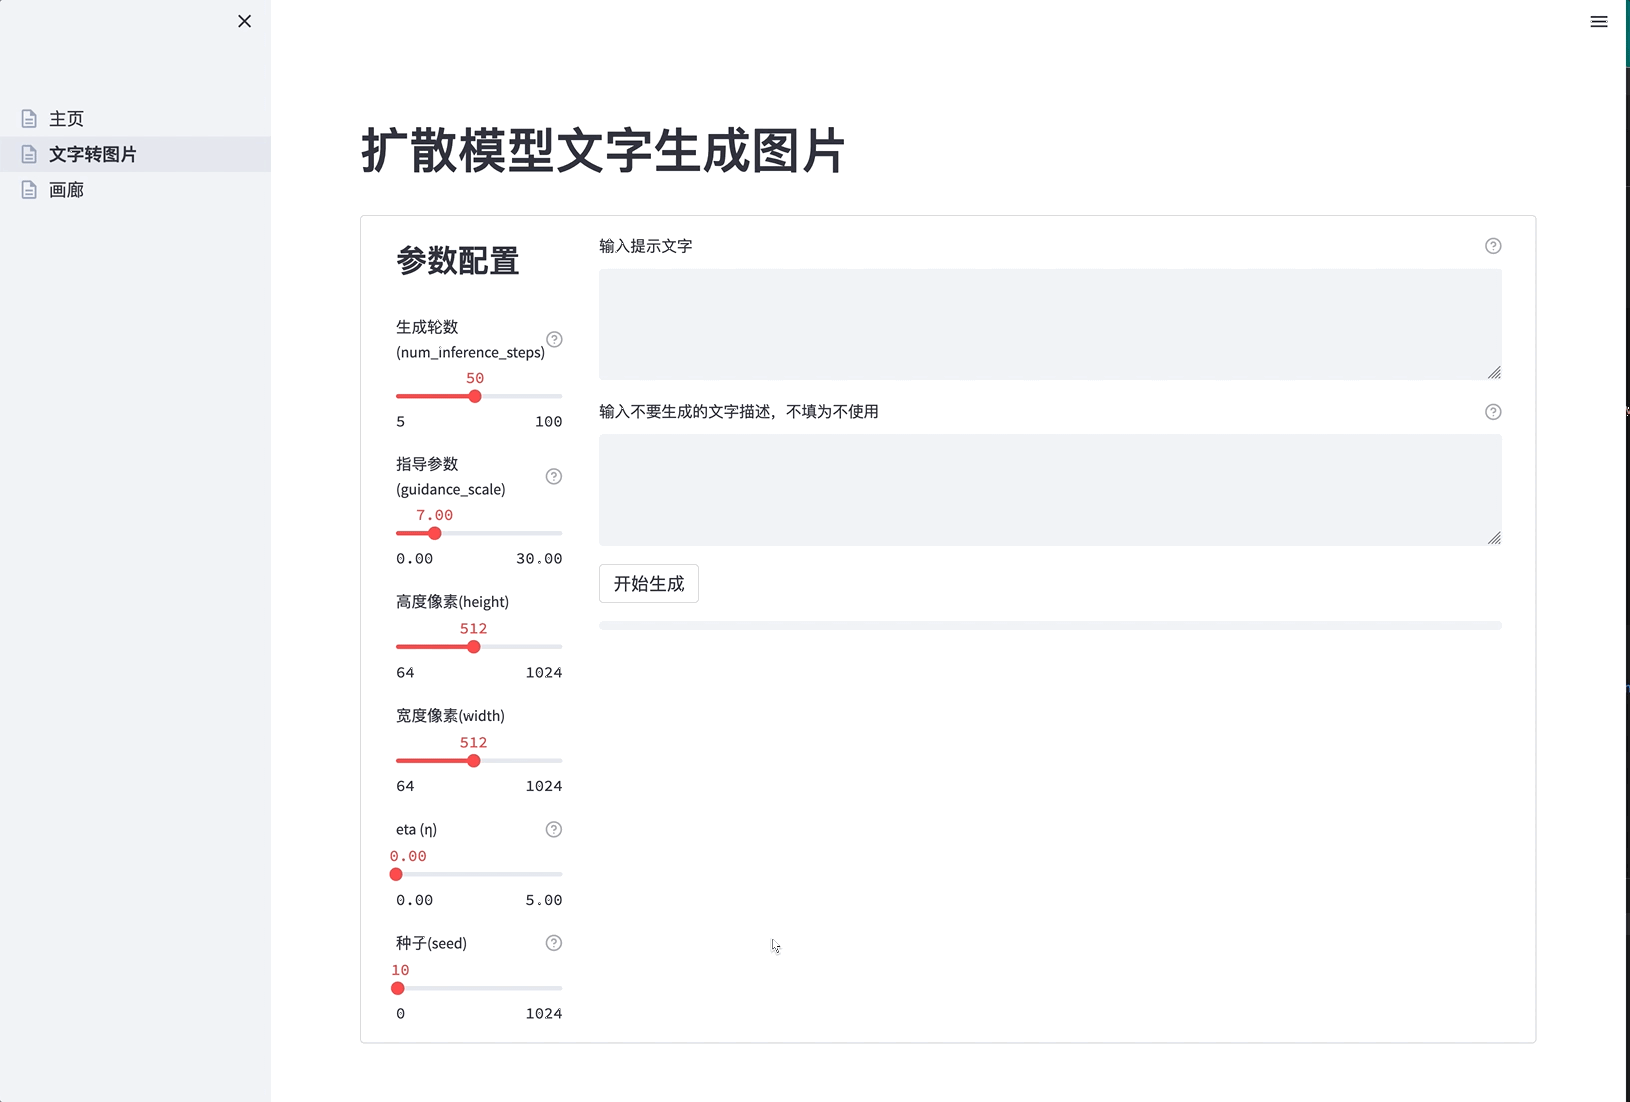 主页
文字转图片
画廊
扩散模型文字生成图片
参数配置
生成轮数
(num_inference_steps)
50
5 100
指导参数
(guidance_scale)
7.00
0.00 30.00
高度像素(height)
512
64 1024
宽度像素(width)
512
64 1024
eta (η)
0.00
0.00 5.00
种子(seed)
10
0 1024
输入提示文字
输入不要生成的文字描述，不填为不使用
开始生成